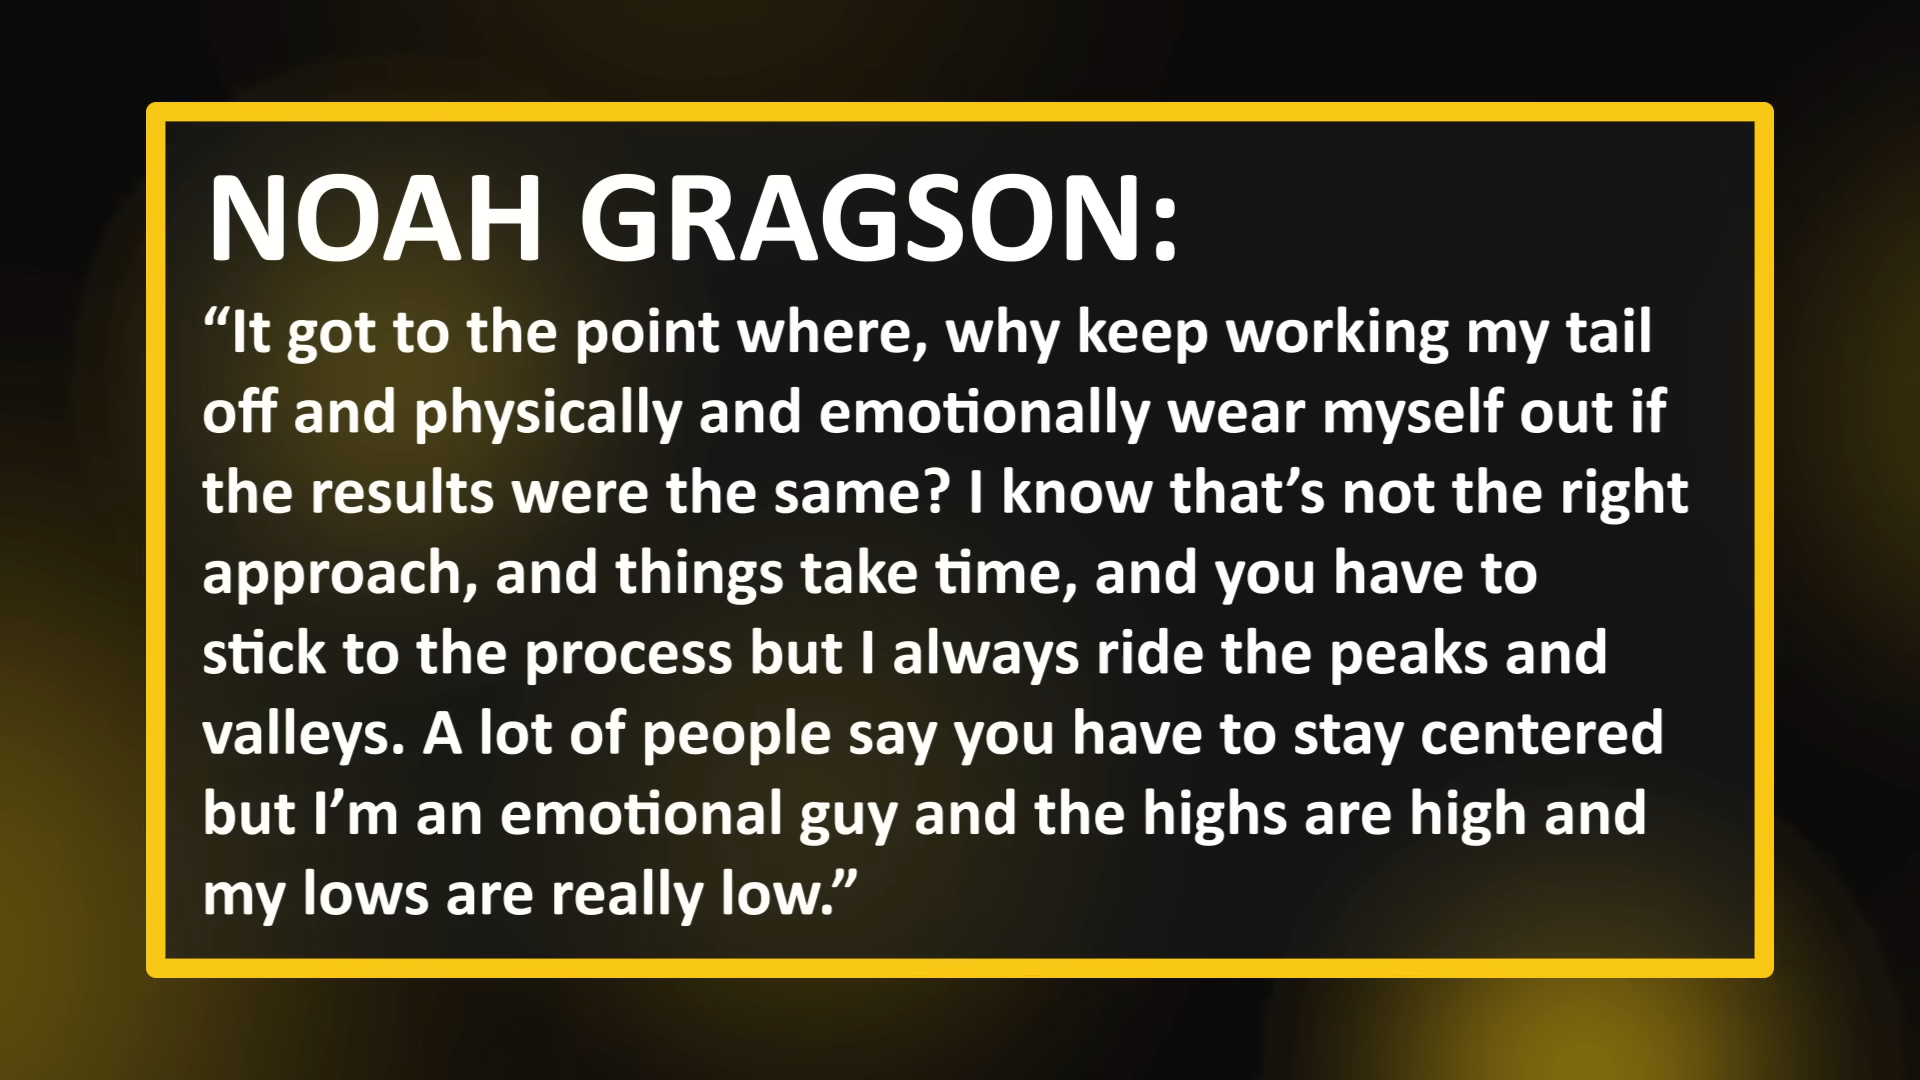 NOAH GRAGSON:
“It got to the point where, why keep working my tail
off and physically and emotionally wear myself out if
the results were the same? I know that’s not the right
approach, and things take time, and you have to
stick to the process but I always ride the peaks and
valleys. A lot of people say you have to stay centered
but I’m an emotional guy and the highs are high and
my lows are really low.”